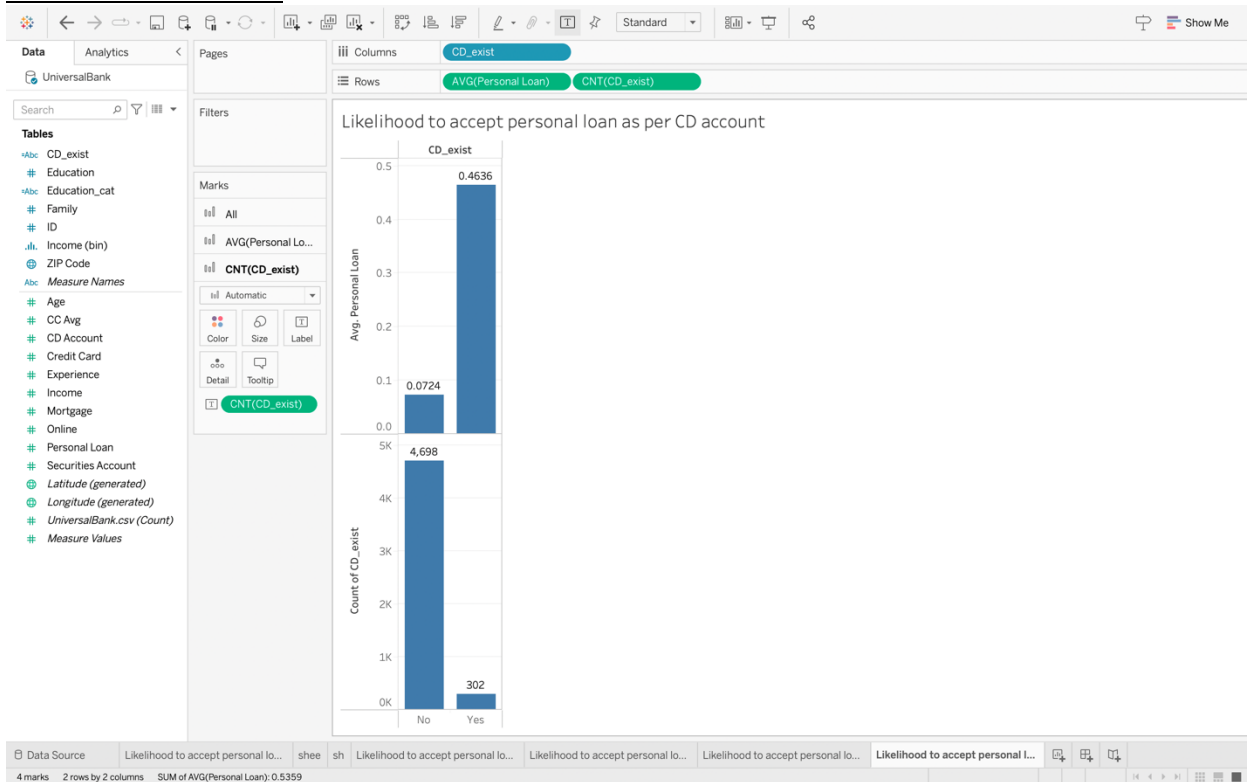 Standard
Show Me
Data
Analytics
UniversalBank
Search
Tables
=Abc CD_exist
# Education
=Abc Education_cat
# Family
# ID
Income (bin)
ZIP Code
Abc Measure Names
# Age
# CC Avg
# CD Account
# Credit Card
# Experience
# Income
# Mortgage
# Online
# Personal Loan
# Securities Account
Latitude (generated)
Longitude (generated)
# UniversalBank.csv (Count)
# Measure Values
Pages
Filters
Marks
All
AVG(Personal Lo...
CNT(CD_exist)
Automatic
Color
Size
Label
Detail
Tooltip
CNT(CD_exist)
Columns
CD_exist
Rows
AVG(Personal Loan)
CNT(CD_exist)
Likelihood to accept personal loan as per CD account
CD_exist
Avg. Personal Loan
0.5
0.4
0.3
0.2
0.1
0.0
0.0724
0.4636
Count of CD_exist
5K
4K
3K
2K
1K
0K
4,698
302
No
Yes
Data Source
Likelihood to accept personal lo...
shee
sh
Likelihood to accept personal lo...
Likelihood to accept personal lo...
Likelihood to accept personal lo...
Likelihood to accept personal l...
4 marks 2 rows by 2 columns SUM of AVG(Personal Loan): 0.5359